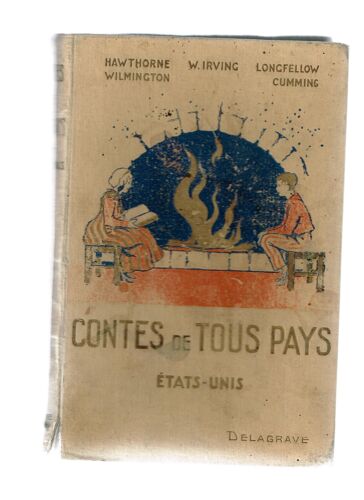 HAWTHORNE W. IRVING LONGFELLOW
WILMINGTON CUMMING
CONTES DE TOUS PAYS
ÉTATS-UNIS
DELAGRAVE